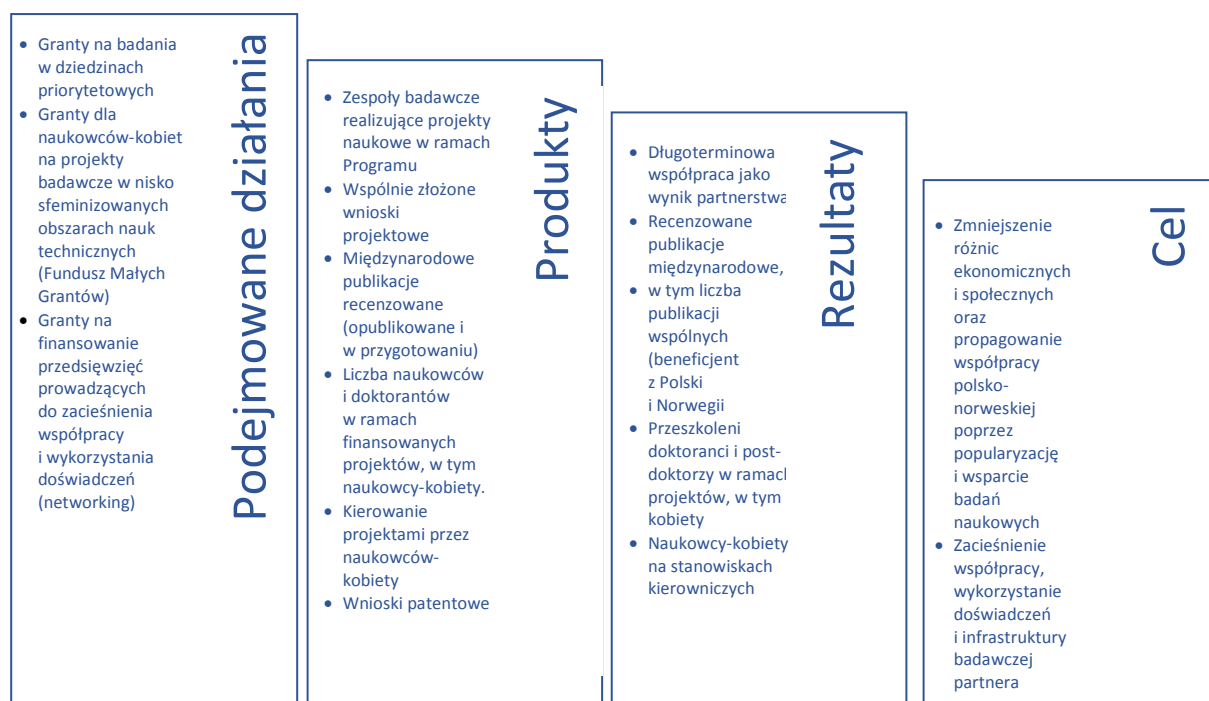 • Granty na badania
w dziedzinach
priorytetowych
• Granty dla
naukowców-kobiet
na projekty
badawcze w nisko
sfeminizowanych
obszarach nauk
technicznych
(Fundusz Małych
Grantów)
• Granty na
finansowanie
przedsięwzięć
prowadzących
do zacieśnienia
współpracy
i wykorzystania
doświadczeń
(networking)
Podejmowane działania
• Zespoły badawcze
realizujące projekty
naukowe w ramach
Programu
• Wspólnie złożone
wnioski
projektowe
• Międzynarodowe
publikacje
recenzowane
(opublikowane i
w przygotowaniu)
• Liczba naukowców
i doktorantów
w ramach
finansowanych
projektów, w tym
naukowcy-kobiety.
• Kierowanie
projektami przez
naukowców-
kobiety
• Wnioski patentowe
Produkty
• Długoterminowa
współpraca jako
wynik partnerstwa
• Recenzowane
publikacje
międzynarodowe,
• w tym liczba
publikacji
wspólnych
(beneficjent
z Polski
i Norwegii
• Przeszkoleni
doktoranci i post-
doktorzy w ramach
projektów, w tym
kobiety
• Naukowcy-kobiety
na stanowiskach
kierowniczych
Rezultaty
• Zmniejszenie
różnic
ekonomicznych
i społecznych
oraz
propagowanie
współpracy
polsko-
norweskiej
poprzez
popularyzację
i wsparcie
badań
naukowych
• Zacieśnienie
współpracy,
wykorzystanie
doświadczeń
i infrastruktury
badawczej
partnera
Cel